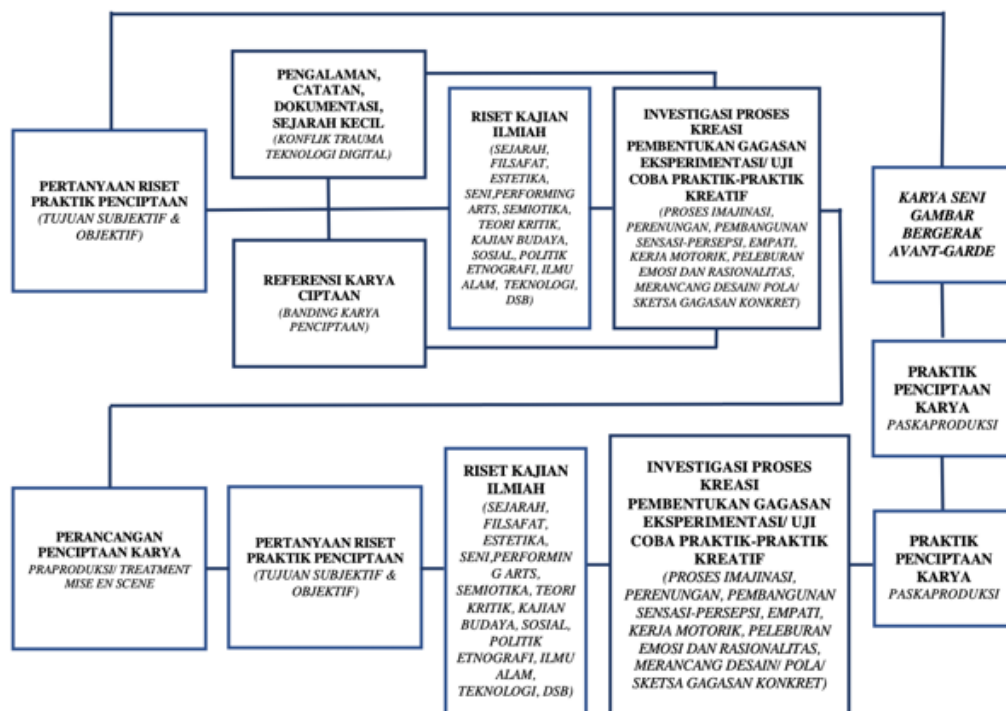 PERTANYAAN RISET
PRAKTIK PENCIPTAAN
(TUJUAN SUBJEKTIF &
OBJEKTIF)
PENGALAMAN,
CATATAN,
DOKUMENTASI,
SEJARAH KECIL
(KONFLIK TRAUMA
TEKNOLOGI DIGITAL)
REFERENSI KARYA
CIPTAAN
(BANDING KARYA
PENCIPTAAN)
RISET KAJIAN
ILMIAH
(SEJARAH,
FILSAFAT,
ESTETIKA,
SENI,PERFORMING
ARTS, SEMIOTIKA,
TEORI KRITIK,
KAJIAN BUDAYA,
SOSIAL, POLITIK
ETNOGRAFI, ILMU
ALAM, TEKNOLOGI,
DSB)
INVESTIGASI PROSES
KREASI
PEMBENTUKAN GAGASAN
EKSPERIMENTASI/ UJI
COBA PRAKTIK-PRAKTIK
KREATIF
(PROSES IMAJINASI,
PERENUNGAN, PEMBANGUNAN
SENSASI-PERSEPSI, EMPATI,
KERJA MOTORIK, PELEBURAN
EMOSI DAN RASIONALITAS,
MERANCANG DESAIN/ POLA/
SKETSA GAGASAN KONKRET)
KARYA SENI
GAMBAR
BERGERAK
AVANT-GARDE
PRAKTIK
PENCIPTAAN
KARYA
PASKAPRODUKSI
PERANCANGAN
PENCIPTAAN KARYA
PRAPRODUKSI/ TREATMENT
MISE EN SCENE
PERTANYAAN RISET
PRAKTIK PENCIPTAAN
(TUJUAN SUBJEKTIF &
OBJEKTIF)
RISET KAJIAN
ILMIAH
(SEJARAH,
FILSAFAT,
ESTETIKA,
SENI,PERFORMIN
G ARTS,
SEMIOTIKA, TEORI
KRITIK, KAJIAN
BUDAYA, SOSIAL,
POLITIK
ETNOGRAFI, ILMU
ALAM,
TEKNOLOGI, DSB)
INVESTIGASI PROSES
KREASI
PEMBENTUKAN GAGASAN
EKSPERIMENTASI/ UJI
COBA PRAKTIK-PRAKTIK
KREATIF
(PROSES IMAJINASI,
PERENUNGAN, PEMBANGUNAN
SENSASI-PERSEPSI, EMPATI,
KERJA MOTORIK, PELEBURAN
EMOSI DAN RASIONALITAS,
MERANCANG DESAIN/ POLA/
SKETSA GAGASAN KONKRET)
PRAKTIK
PENCIPTAAN
KARYA
PASKAPRODUKSI